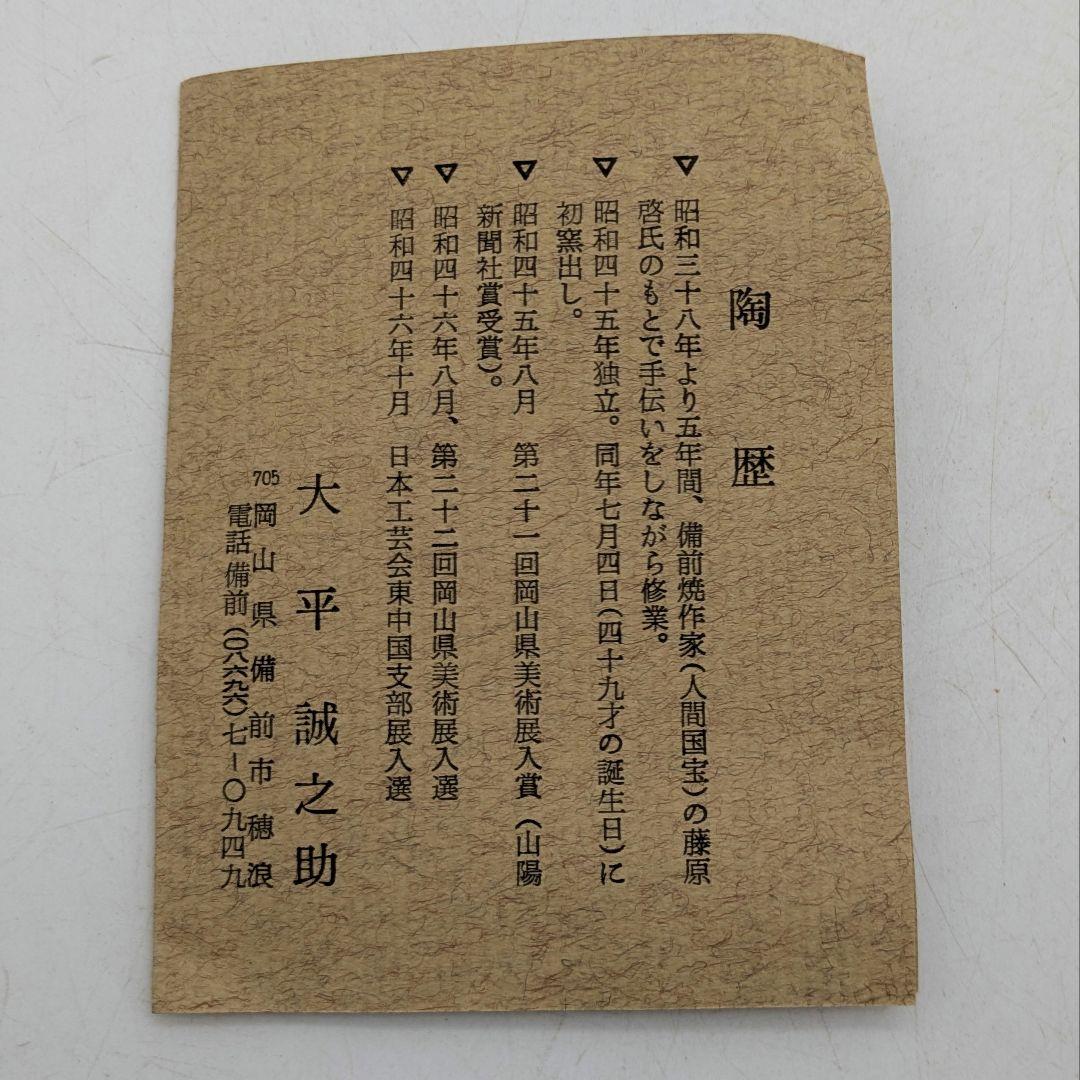 陶歴
▽昭和三十八年より五年間、備前焼作家（人間国宝）の藤原
啓氏のもとで手伝いをしながら修業。
▽昭和四十五年独立。同年七月四日（四十九才の誕生日）に
初窯出し。
▽昭和四十五年八月　第二十一回岡山県美術展入賞（山陽
新聞社賞受賞）。
▽昭和四十六年八月、第二十二回岡山県美術展入選
▽昭和四十六年十月　日本工芸会東中国支部展入選
大平誠之助
705岡山県備前市穂浪
電話備前（〇八六九六）七―〇九四九